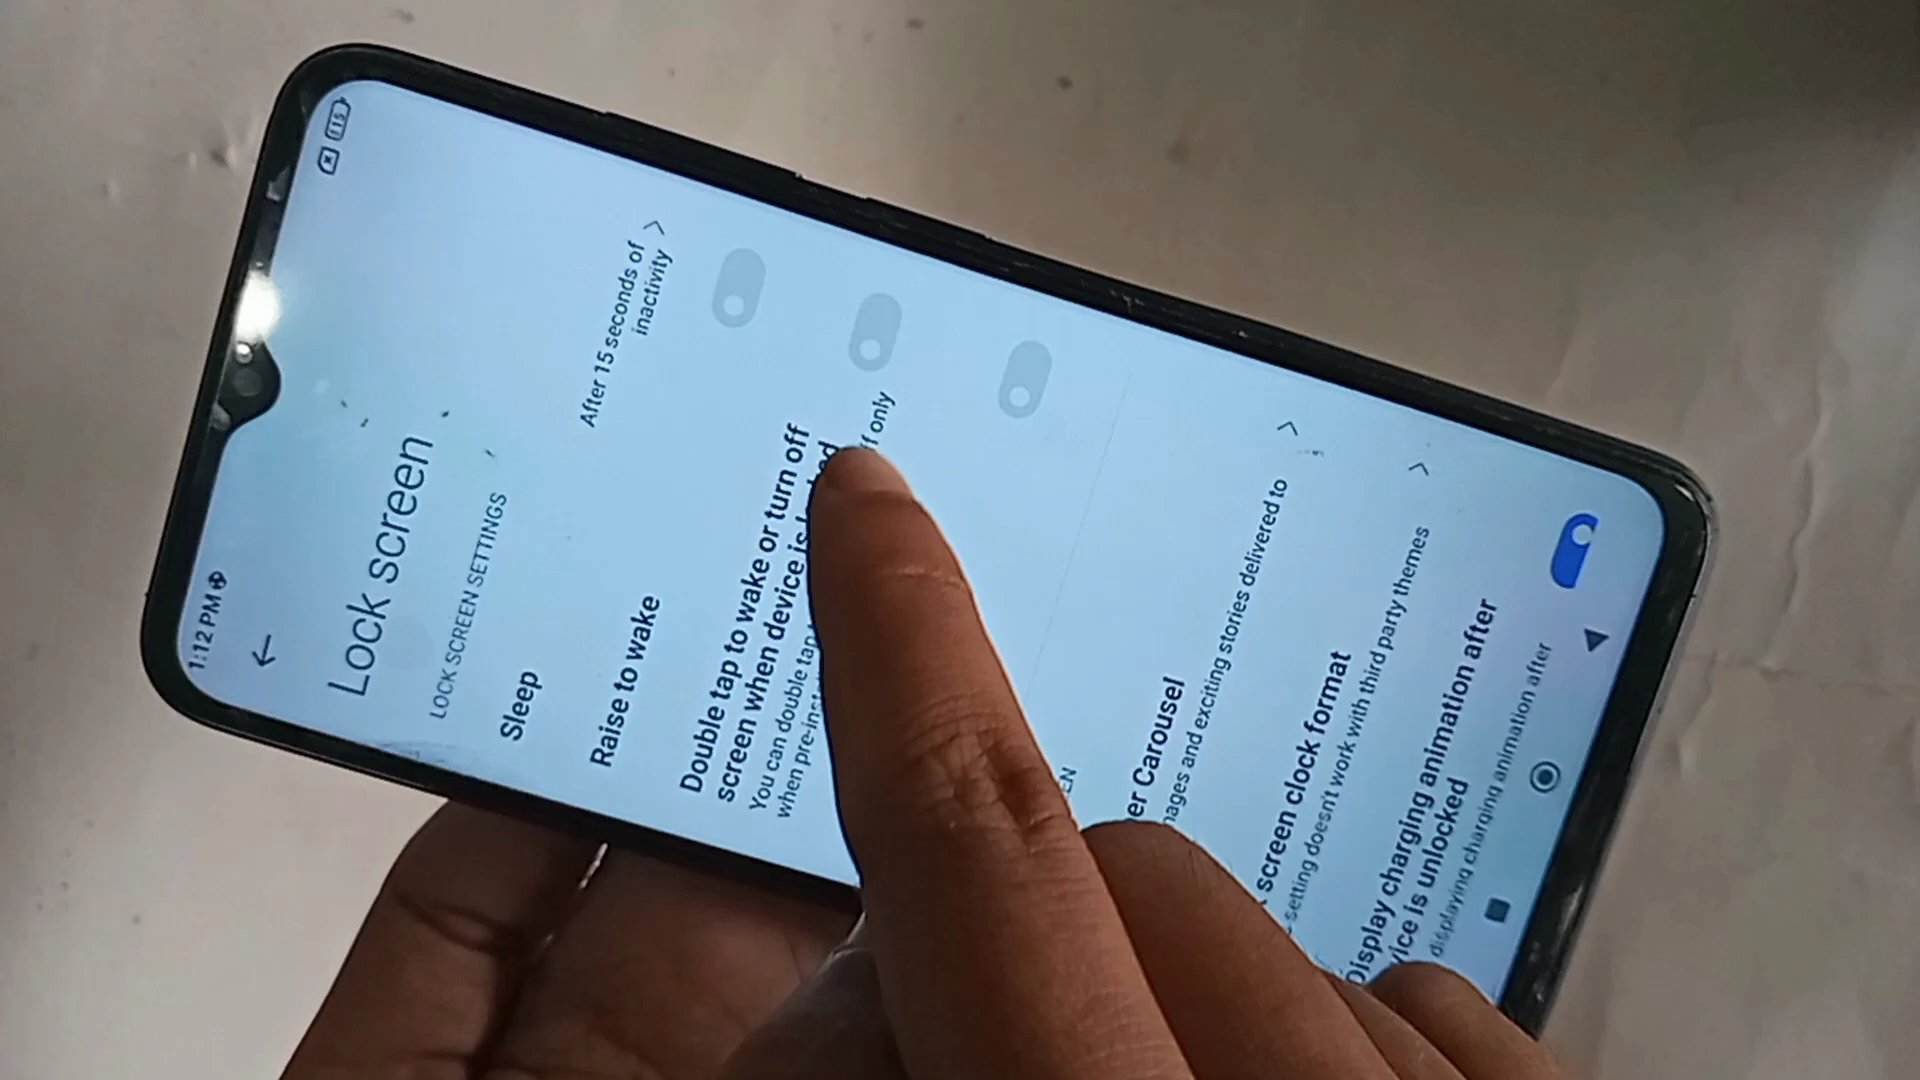 1:12 PM
15
Lock screen
LOCK SCREEN SETTINGS
Sleep
After 15 seconds of
inactivity
Raise to wake
Double tap to wake or turn off
screen when device is
You can double tap
when only
er Carousel
ages and exciting stories delivered to
screen clock format
setting doesn't work with third party themes
Display charging animation after
vice is unlocked
displaying charging animation after